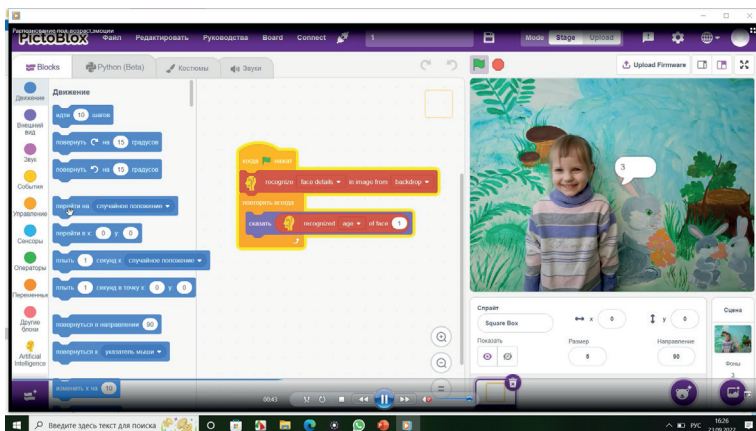 Распознавание пол, возраст,эмоции
PictoBlox Файл Редактировать Руководства Board Connect 1 Mode Stage Upload
Blocks Python (Beta) Костюмы Звуки Upload Firmware
Движение
Внешний вид
Звук
События
Управление
Сенсоры
Операторы
Переменные
Другие блоки
Artificial Intelligence
Движение
идти 10 шагов
повернуть на 15 градусов
повернуть на 15 градусов
перейти на случайное положение
перейти в x: 0 y: 0
плыть 1 секунд к случайное положение
плыть 1 секунд в точку x: 0 y: 0
повернуться в направлении 90
повернуться к указатель мыши
изменить x на 10
когда нажат
recognize face details in image from backdrop
повторять всегда
сказать recognized age of face 1
3
Спрайт
Square Box x 0 y 0
Показать Размер Направление
8 90
Сцена
Фоны
3
00:43
Введите здесь текст для поиска
РУС 16:26
23.09.2022